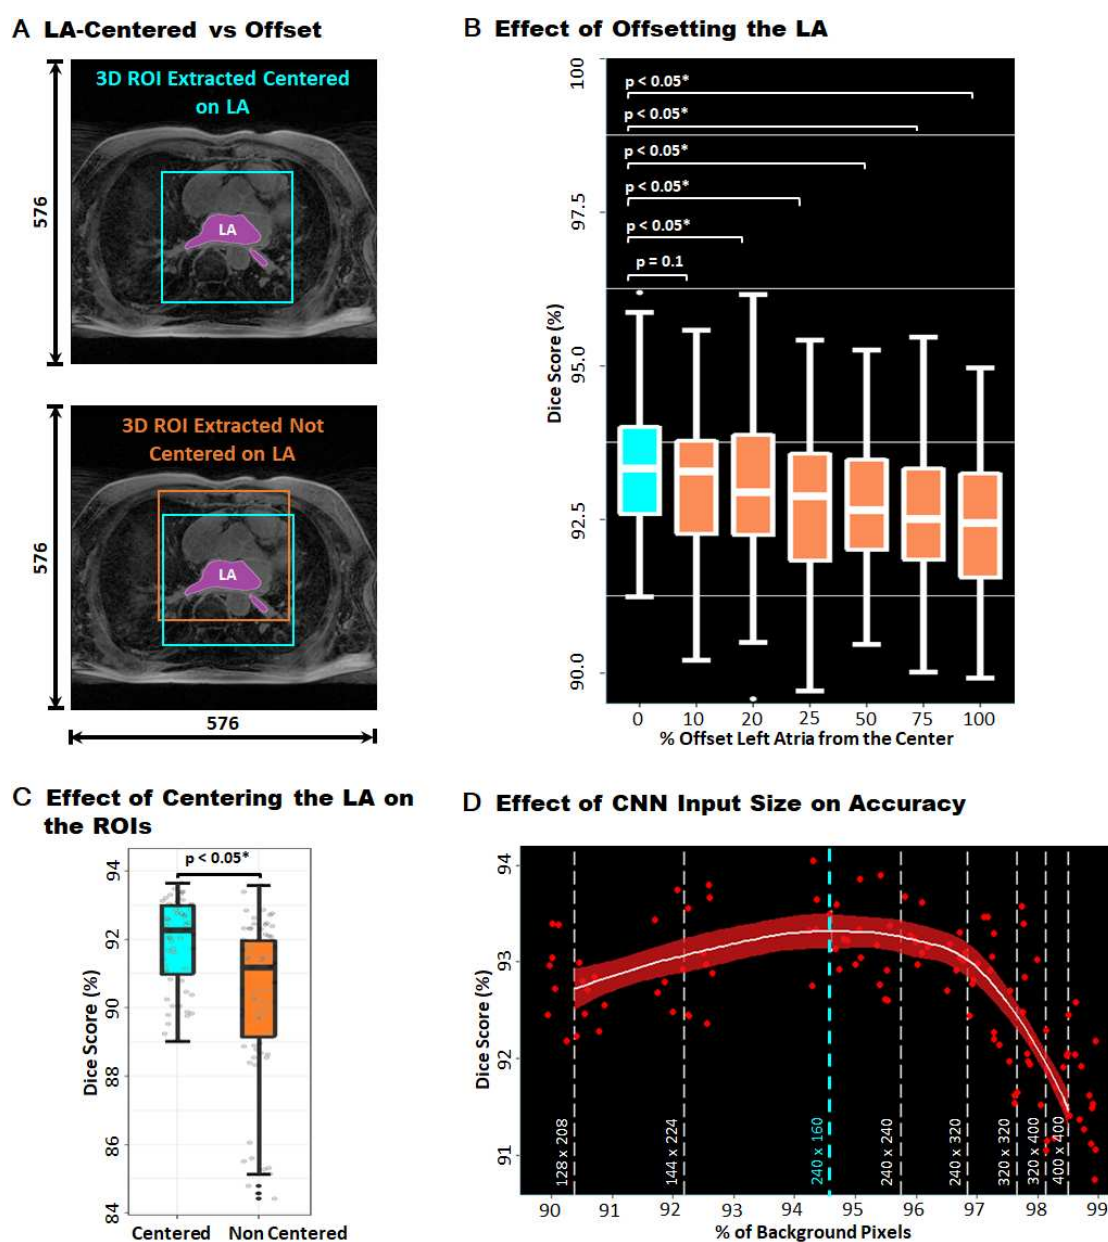 A LA-Centered vs Offset
3D ROI Extracted Centered
on LA
LA
576
3D ROI Extracted Not
Centered on LA
LA
576
576
B Effect of Offsetting the LA
p < 0.05*
p < 0.05*
p < 0.05*
p < 0.05*
p < 0.05*
p = 0.1
100
97.5
95.0
92.5
90.0
Dice Score (%)
0 10 20 25 50 75 100
% Offset Left Atria from the Center
C Effect of Centering the LA on
the ROIs
p < 0.05*
94
92
90
88
86
84
Dice Score (%)
Centered Non Centered
D Effect of CNN Input Size on Accuracy
94
93
92
91
Dice Score (%)
128 x 208
144 x 224
240 x 160
240 x 240
240 x 320
320 x 320
320 x 400
400 x 400
90 91 92 93 94 95 96 97 98 99
% of Background Pixels